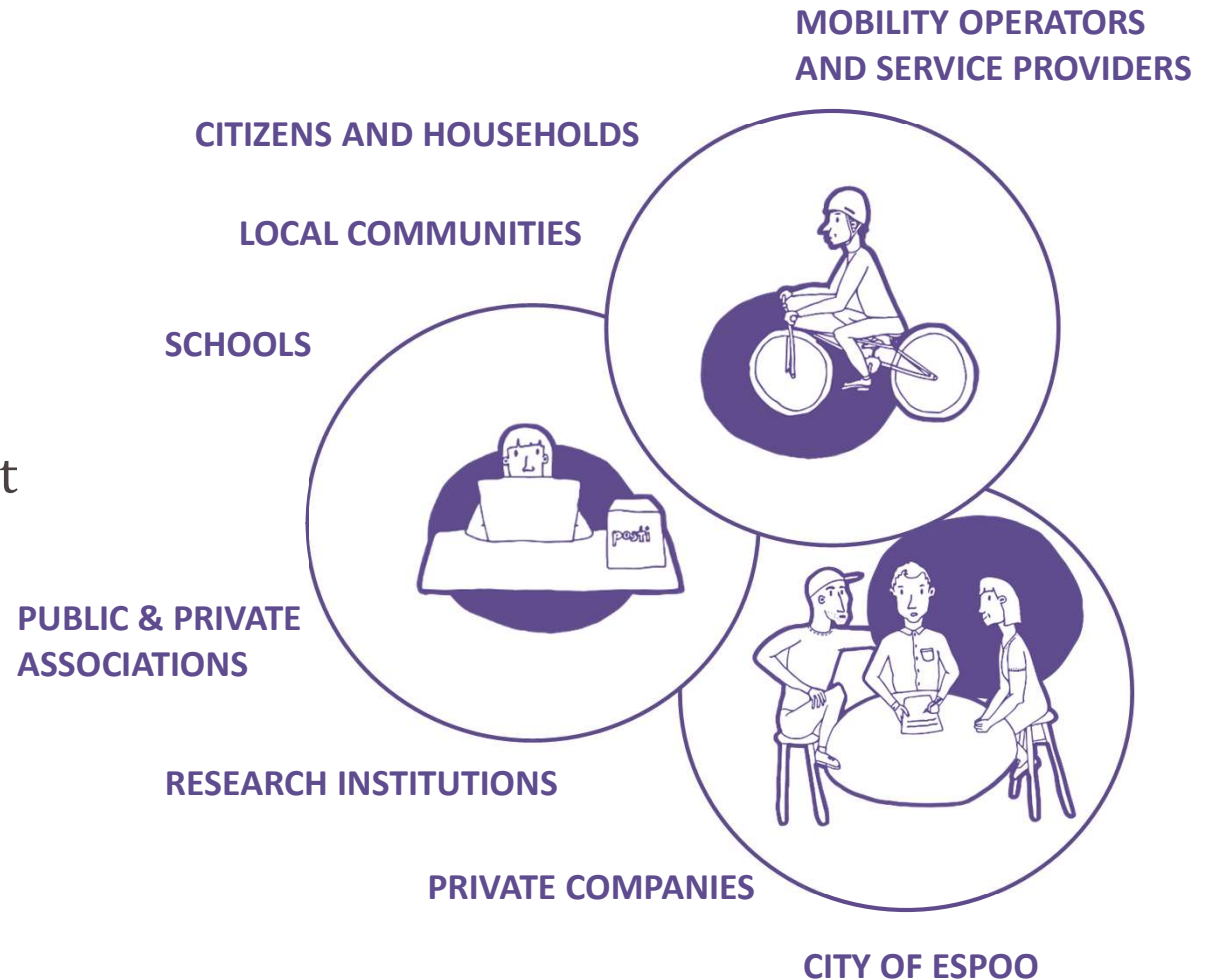 MOBILITY OPERATORS
AND SERVICE PROVIDERS
CITIZENS AND HOUSEHOLDS
LOCAL COMMUNITIES
SCHOOLS
t
posti
PUBLIC & PRIVATE
ASSOCIATIONS
RESEARCH INSTITUTIONS
PRIVATE COMPANIES
CITY OF ESPOO